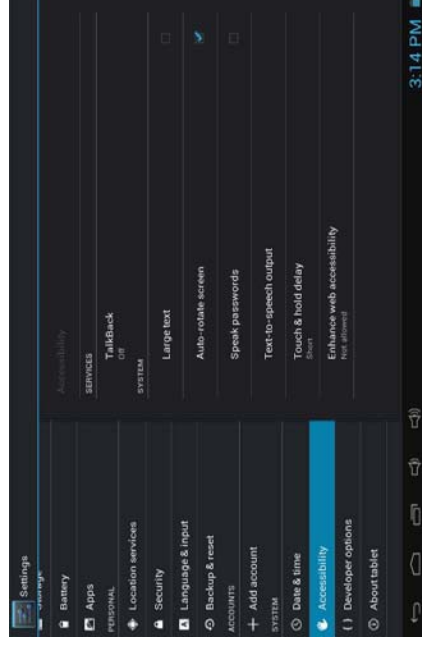 Settings
Storage
Battery
Apps
PERSONAL
Location services
Security
Language & input
Backup & reset
ACCOUNTS
Add account
SYSTEM
Date & time
Accessibility
Developer options
About tablet
Accessibility
SERVICES
TalkBack
Off
SYSTEM
Large text
Auto-rotate screen
Speak passwords
Text-to-speech output
Touch & hold delay
Short
Enhance web accessibility
Not allowed
3:14 PM